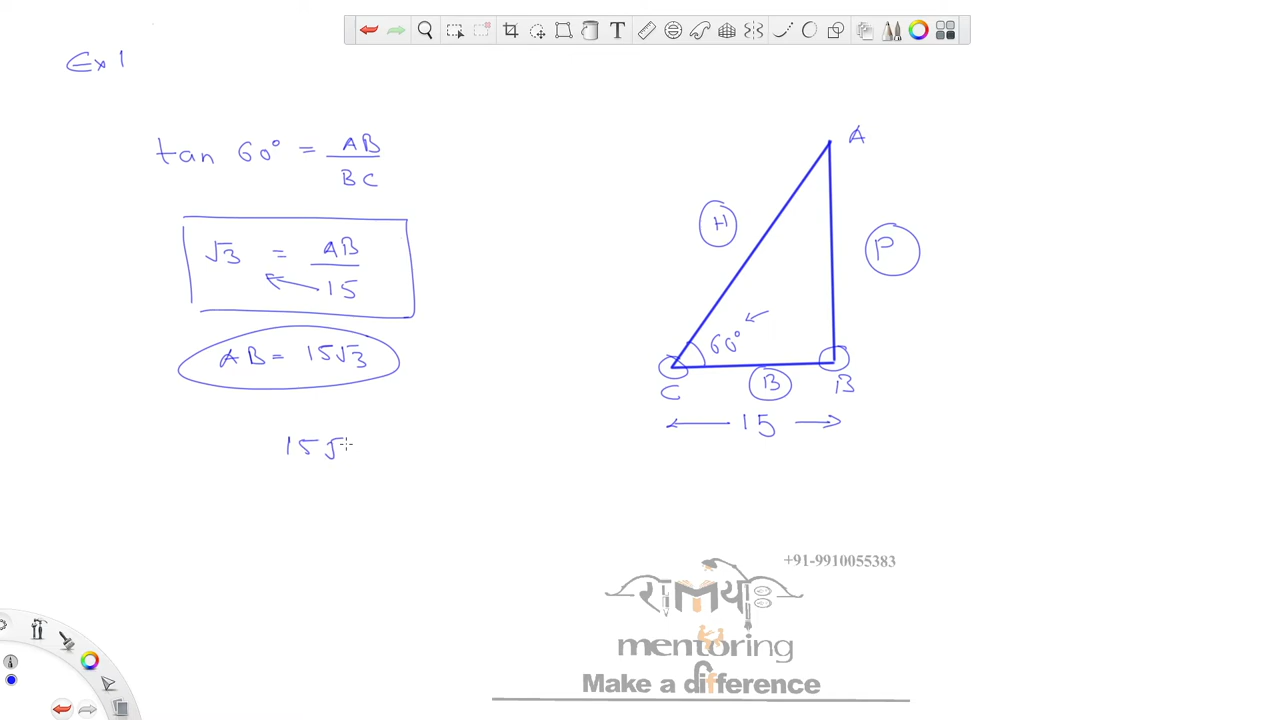 Ex 1
tan 60° = AB/BC
√3 = AB/15
AB = 15√3
15√
A
H
P
60°
C
B
B
15
+91-9910055383
राम्या
mentoring
Make a difference